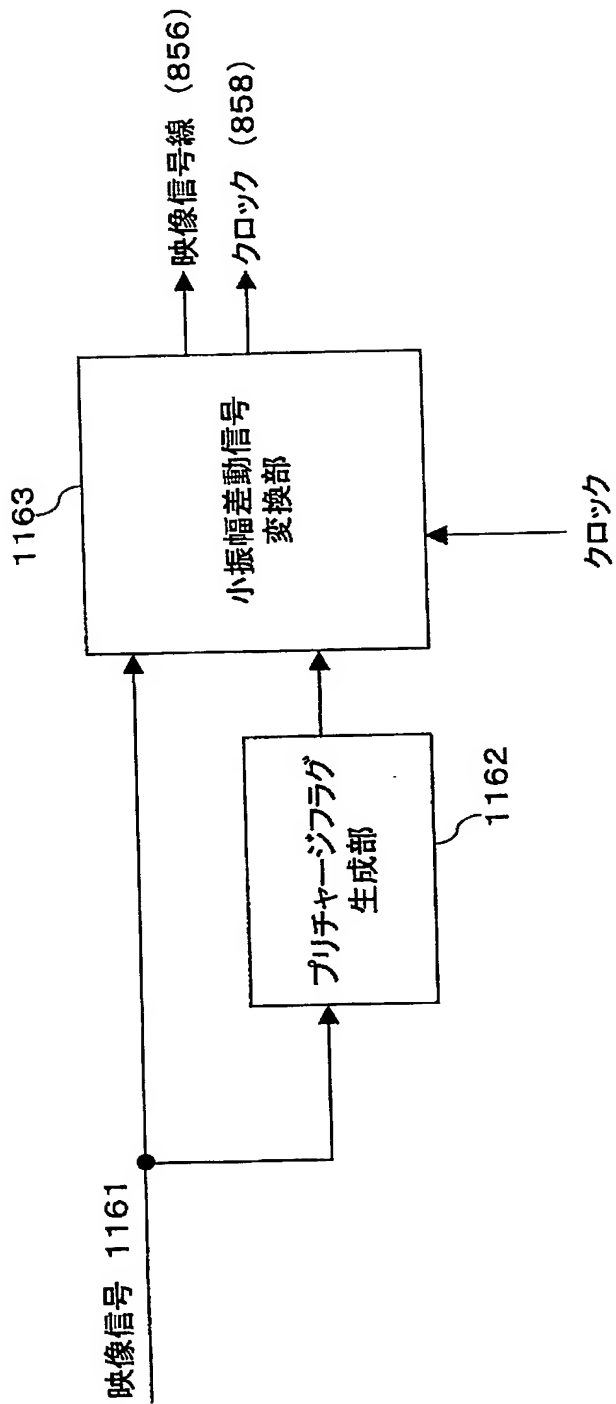 映像信号 1161
プリチャージフラグ
生成部
1162
1163
小振幅差動信号
変換部
クロック
映像信号線 (856)
クロック (858)